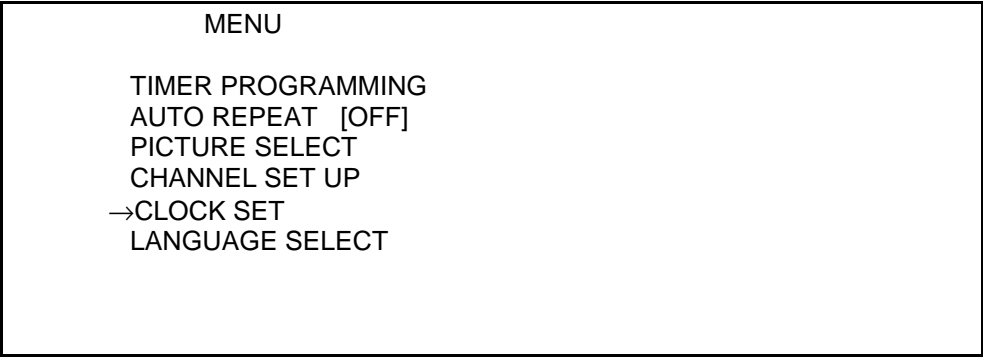 MENU
TIMER PROGRAMMING
AUTO REPEAT [OFF]
PICTURE SELECT
CHANNEL SET UP
→CLOCK SET
LANGUAGE SELECT